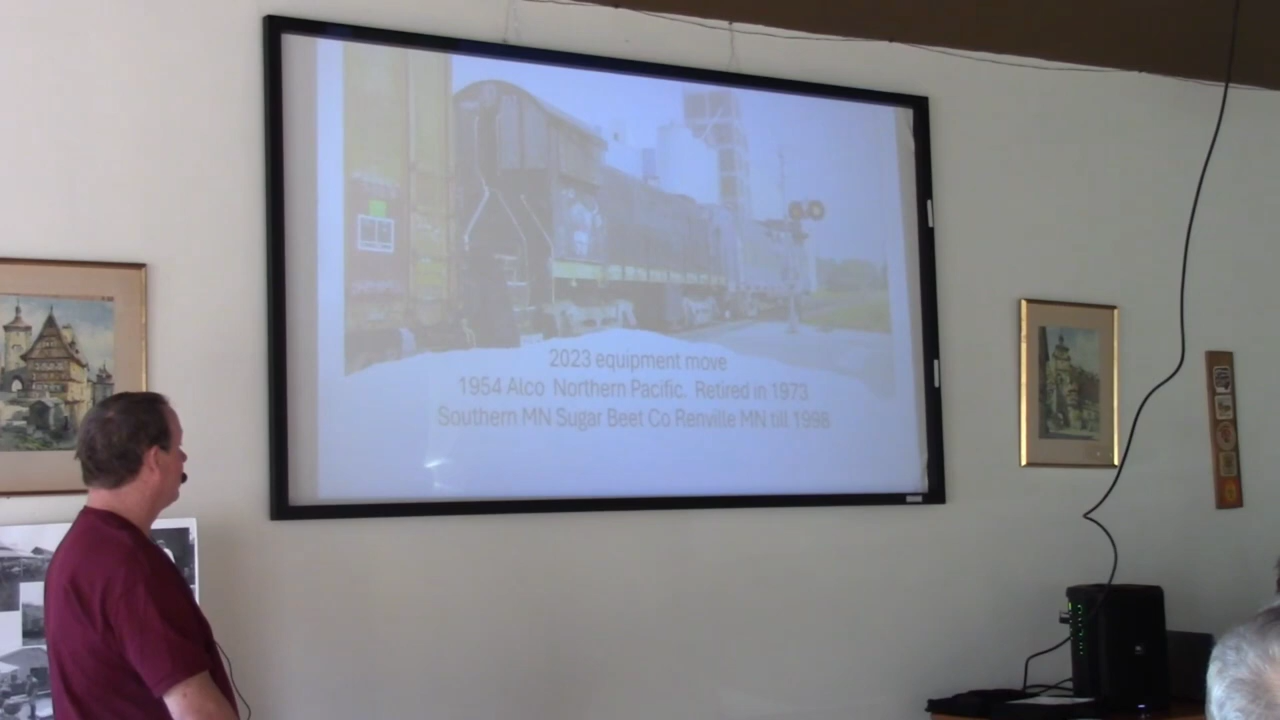 2023 equipment move
1954 Alco Northern Pacific. Retired in 1973
Southern MN Sugar Beet Co Renville MN till 1998